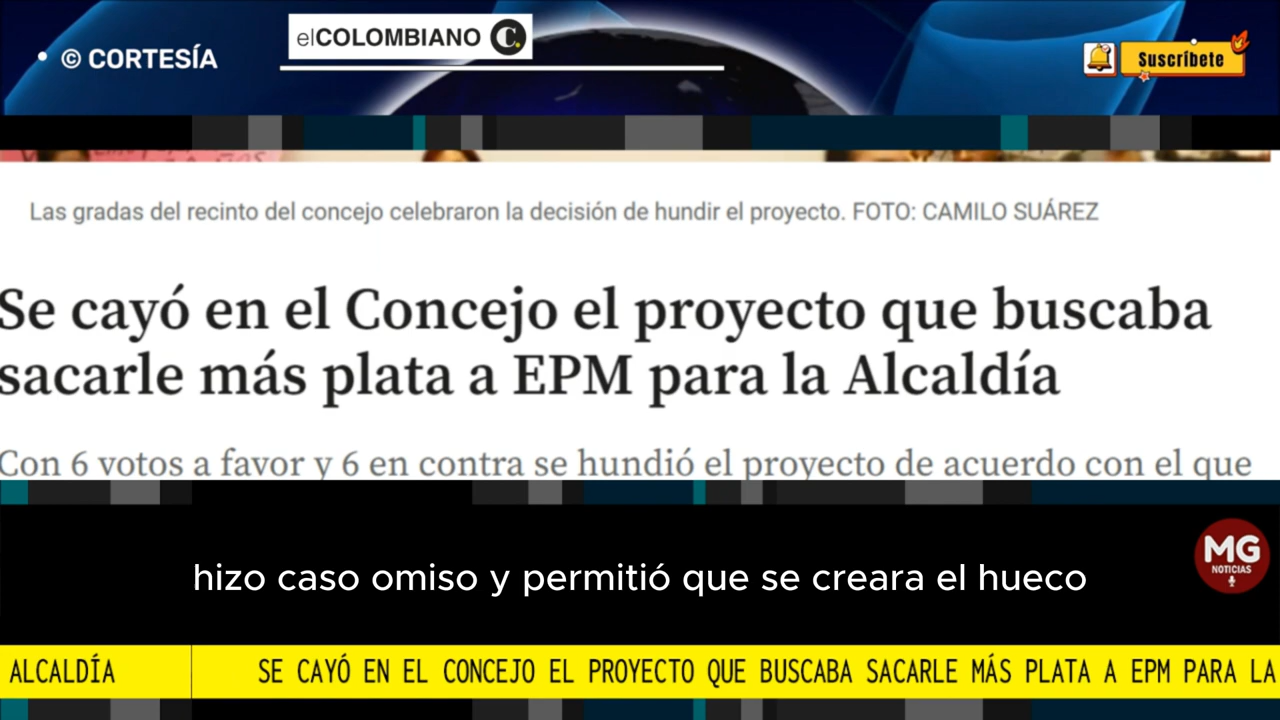 elCOLOMBIANO C.
• © CORTESÍA
Suscríbete
Las gradas del recinto del concejo celebraron la decisión de hundir el proyecto. FOTO: CAMILO SUÁREZ
Se cayó en el Concejo el proyecto que buscaba
sacarle más plata a EPM para la Alcaldía
Con 6 votos a favor y 6 en contra se hundió el proyecto de acuerdo con el que
MG
NOTICIAS
hizo caso omiso y permitió que se creara el hueco
ALCALDÍA SE CAYÓ EN EL CONCEJO EL PROYECTO QUE BUSCABA SACARLE MÁS PLATA A EPM PARA LA